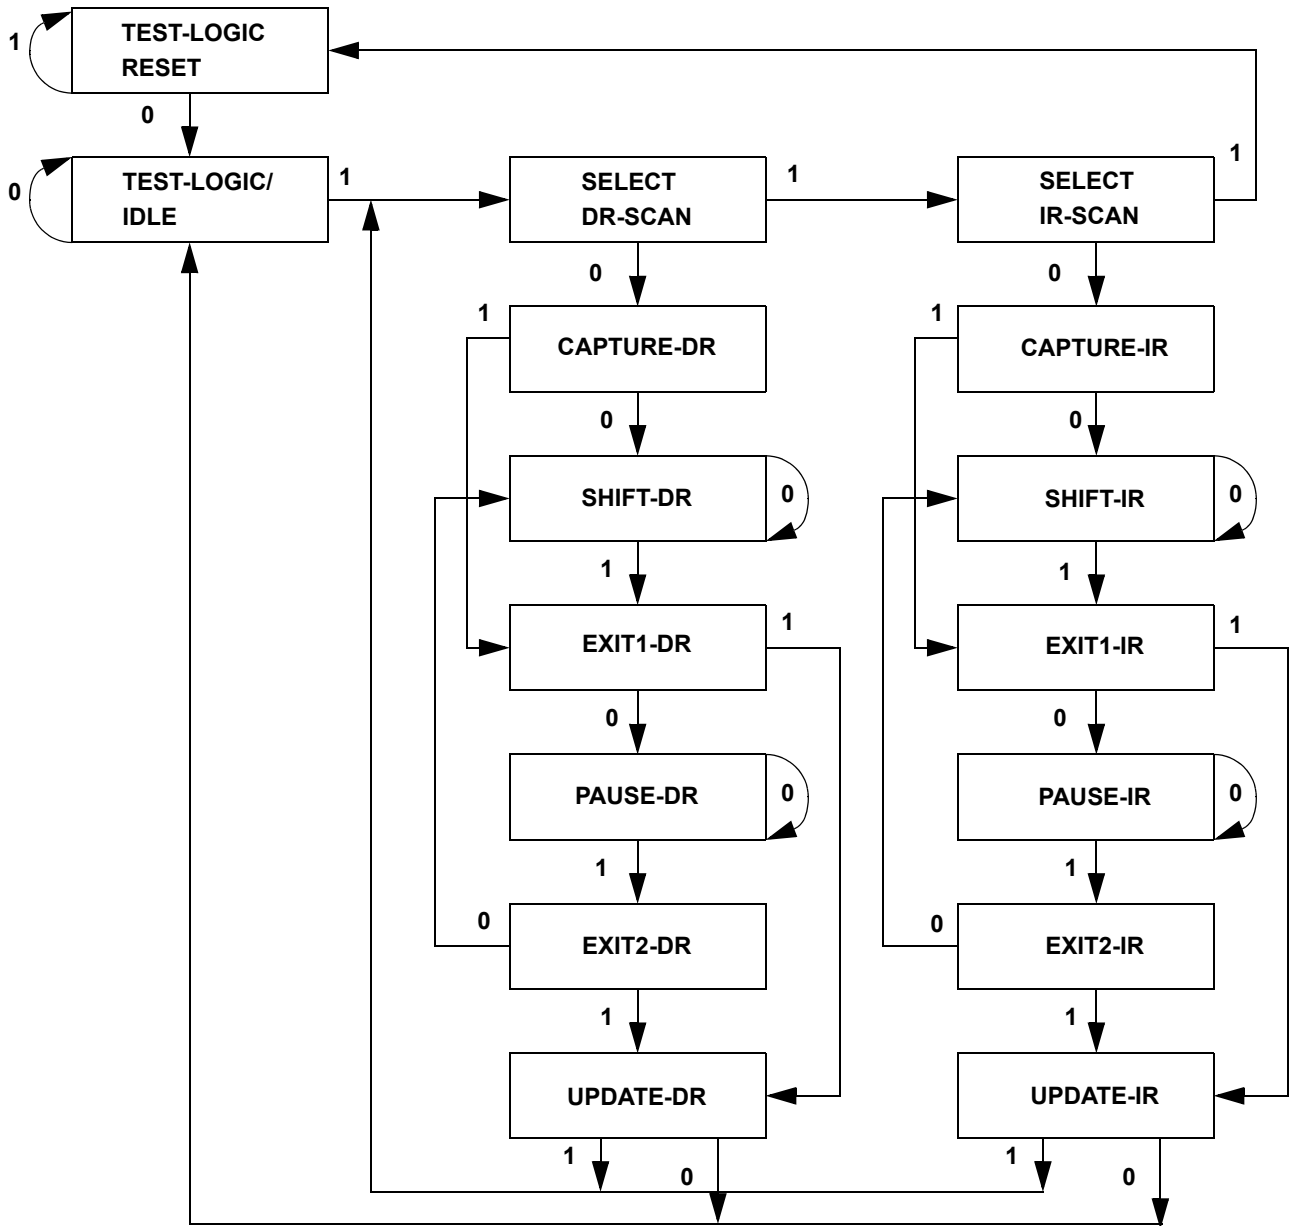 TEST-LOGIC
RESET
1
0
TEST-LOGIC/
IDLE
0
1
SELECT
DR-SCAN
1
SELECT
IR-SCAN
1
0
0
1
CAPTURE-DR
1
CAPTURE-IR
0
0
SHIFT-DR
0
SHIFT-IR
0
1
1
EXIT1-DR
1
EXIT1-IR
1
0
0
PAUSE-DR
0
PAUSE-IR
0
1
1
0
EXIT2-DR
0
EXIT2-IR
1
1
UPDATE-DR
UPDATE-IR
1
0
1
0